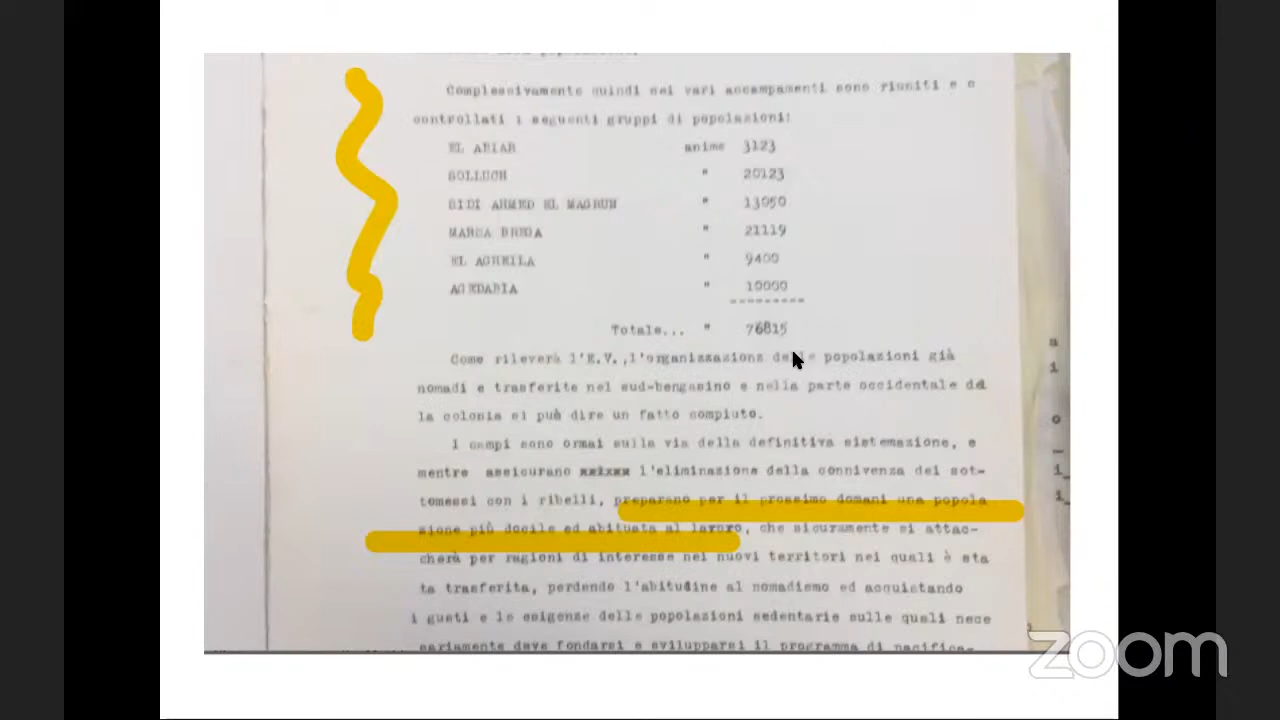 Complessivamente quindi nei vari accampamenti sono riuniti e c
controllati i seguenti gruppi di popolazioni:
EL ABIAR anime 3123
SOLLUCH " 20123
SIDI AHMED EL MAGRUN " 13050
MARSA BREGA " 21119
EL AGHEILA " 9400
AGEDABIA " 10000
---------
Totale... " 76815
Come rileverà l'E.V.,l'organizzazione delle popolazioni già
nomadi e trasferite nel sud-bengasino e nella parte occidentale del
la colonia si può dire un fatto compiuto.
I campi sono ormai sulla via della definitiva sistemazione, e
mentre assicurano l'eliminazione della connivenza dei sot-
tomessi con i ribelli, preparano per il prossimo domani una popola
zione più docile ed abituata al lavoro, che sicuramente si attac-
cherà per ragioni di interesse nei nuovi territori nei quali è sta
ta trasferita, perdendo l'abitudine al nomadismo ed acquistando
i gusti e le esigenze delle popolazioni sedentarie sulle quali nece
sariamente deve fondarsi e svilupparsi il programma di pacifica-
zoom